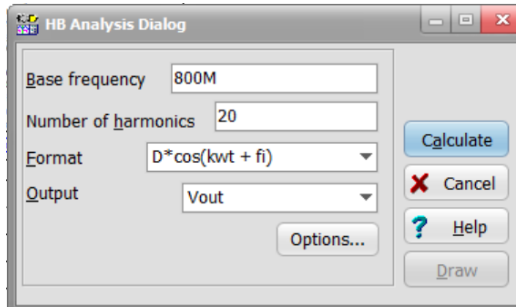 HB Analysis Dialog
Base frequency 800M
Number of harmonics 20
Format D*cos(kwt + fi)
Output Vout
Options...
Calculate
Cancel
? Help
Draw